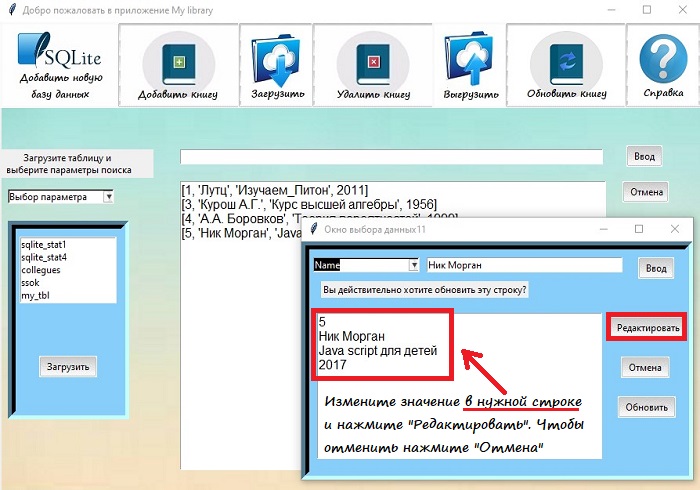 Добро пожаловать в приложение My library
SQLite
Добавить новую
базу данных
Добавить книгу
Загрузить
Удалить книгу
Выгрузить
Обновить книгу
?
Справка
Загрузите таблицу и
выберите параметры поиска
Ввод
Выбор параметра
Отмена
[1, 'Лутц', 'Изучаем_Питон', 2011]
[3, 'Курош А.Г.', 'Курс высшей алгебры', 1956]
[4, 'А.А. Боровков', 'Теория вероятностей', 1999]
[5, 'Ник Морган', 'Java
sqlite_stat1
sqlite_stat4
collegues
ssok
my_tbl
Загрузить
Окно выбора данных11
Name
Ник Морган
Ввод
Вы действительно хотите обновить эту строку?
5
Ник Морган
Java script для детей
2017
Редактировать
Отмена
Обновить
Измените значение в нужной строке
и нажмите "Редактировать". Чтобы
отменить нажмите "Отмена"